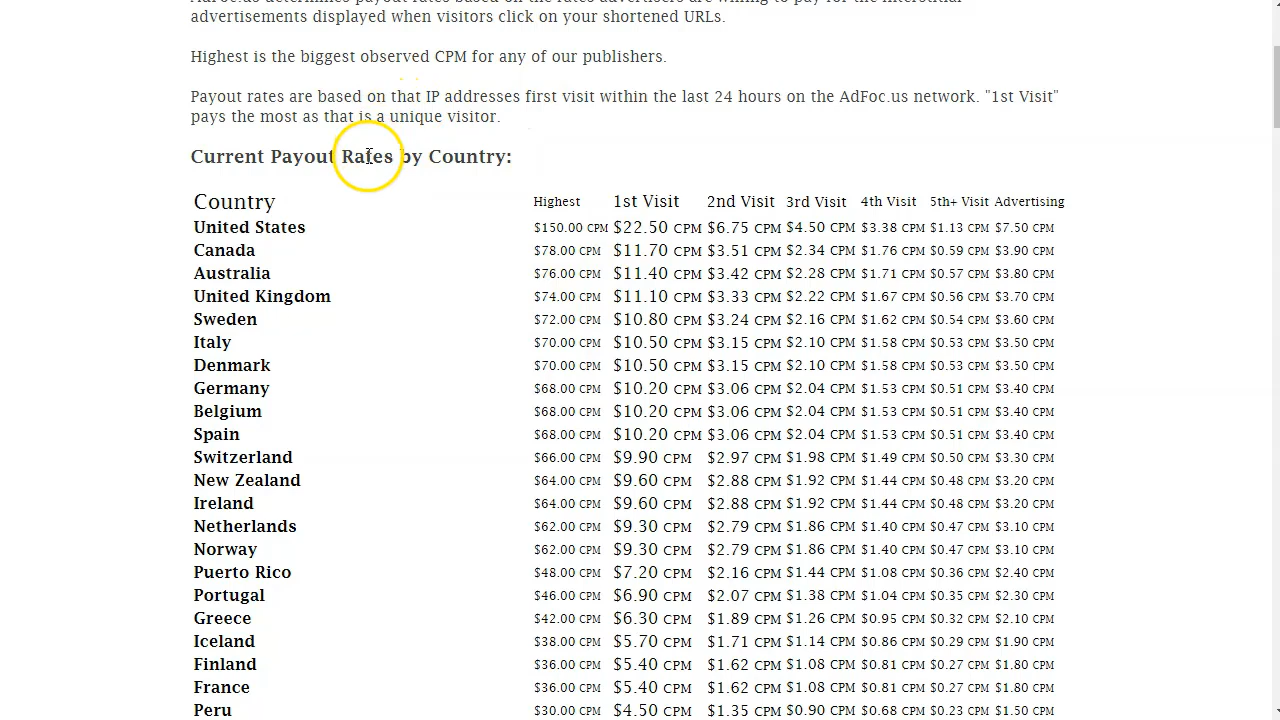 advertisements displayed when visitors click on your shortened URLs.
Highest is the biggest observed CPM for any of our publishers.
Payout rates are based on that IP addresses first visit within the last 24 hours on the AdFoc.us network. "1st Visit"
pays the most as that is a unique visitor.
Current Payout Rates by Country:
Country Highest 1st Visit 2nd Visit 3rd Visit 4th Visit 5th+ Visit Advertising
United States $150.00 CPM $22.50 CPM $6.75 CPM $4.50 CPM $3.38 CPM $1.13 CPM $7.50 CPM
Canada $78.00 CPM $11.70 CPM $3.51 CPM $2.34 CPM $1.76 CPM $0.59 CPM $3.90 CPM
Australia $76.00 CPM $11.40 CPM $3.42 CPM $2.28 CPM $1.71 CPM $0.57 CPM $3.80 CPM
United Kingdom $74.00 CPM $11.10 CPM $3.33 CPM $2.22 CPM $1.67 CPM $0.56 CPM $3.70 CPM
Sweden $72.00 CPM $10.80 CPM $3.24 CPM $2.16 CPM $1.62 CPM $0.54 CPM $3.60 CPM
Italy $70.00 CPM $10.50 CPM $3.15 CPM $2.10 CPM $1.58 CPM $0.53 CPM $3.50 CPM
Denmark $70.00 CPM $10.50 CPM $3.15 CPM $2.10 CPM $1.58 CPM $0.53 CPM $3.50 CPM
Germany $68.00 CPM $10.20 CPM $3.06 CPM $2.04 CPM $1.53 CPM $0.51 CPM $3.40 CPM
Belgium $68.00 CPM $10.20 CPM $3.06 CPM $2.04 CPM $1.53 CPM $0.51 CPM $3.40 CPM
Spain $68.00 CPM $10.20 CPM $3.06 CPM $2.04 CPM $1.53 CPM $0.51 CPM $3.40 CPM
Switzerland $66.00 CPM $9.90 CPM $2.97 CPM $1.98 CPM $1.49 CPM $0.50 CPM $3.30 CPM
New Zealand $64.00 CPM $9.60 CPM $2.88 CPM $1.92 CPM $1.44 CPM $0.48 CPM $3.20 CPM
Ireland $64.00 CPM $9.60 CPM $2.88 CPM $1.92 CPM $1.44 CPM $0.48 CPM $3.20 CPM
Netherlands $62.00 CPM $9.30 CPM $2.79 CPM $1.86 CPM $1.40 CPM $0.47 CPM $3.10 CPM
Norway $62.00 CPM $9.30 CPM $2.79 CPM $1.86 CPM $1.40 CPM $0.47 CPM $3.10 CPM
Puerto Rico $48.00 CPM $7.20 CPM $2.16 CPM $1.44 CPM $1.08 CPM $0.36 CPM $2.40 CPM
Portugal $46.00 CPM $6.90 CPM $2.07 CPM $1.38 CPM $1.04 CPM $0.35 CPM $2.30 CPM
Greece $42.00 CPM $6.30 CPM $1.89 CPM $1.26 CPM $0.95 CPM $0.32 CPM $2.10 CPM
Iceland $38.00 CPM $5.70 CPM $1.71 CPM $1.14 CPM $0.86 CPM $0.29 CPM $1.90 CPM
Finland $36.00 CPM $5.40 CPM $1.62 CPM $1.08 CPM $0.81 CPM $0.27 CPM $1.80 CPM
France $36.00 CPM $5.40 CPM $1.62 CPM $1.08 CPM $0.81 CPM $0.27 CPM $1.80 CPM
Peru $30.00 CPM $4.50 CPM $1.35 CPM $0.90 CPM $0.68 CPM $0.23 CPM $1.50 CPM